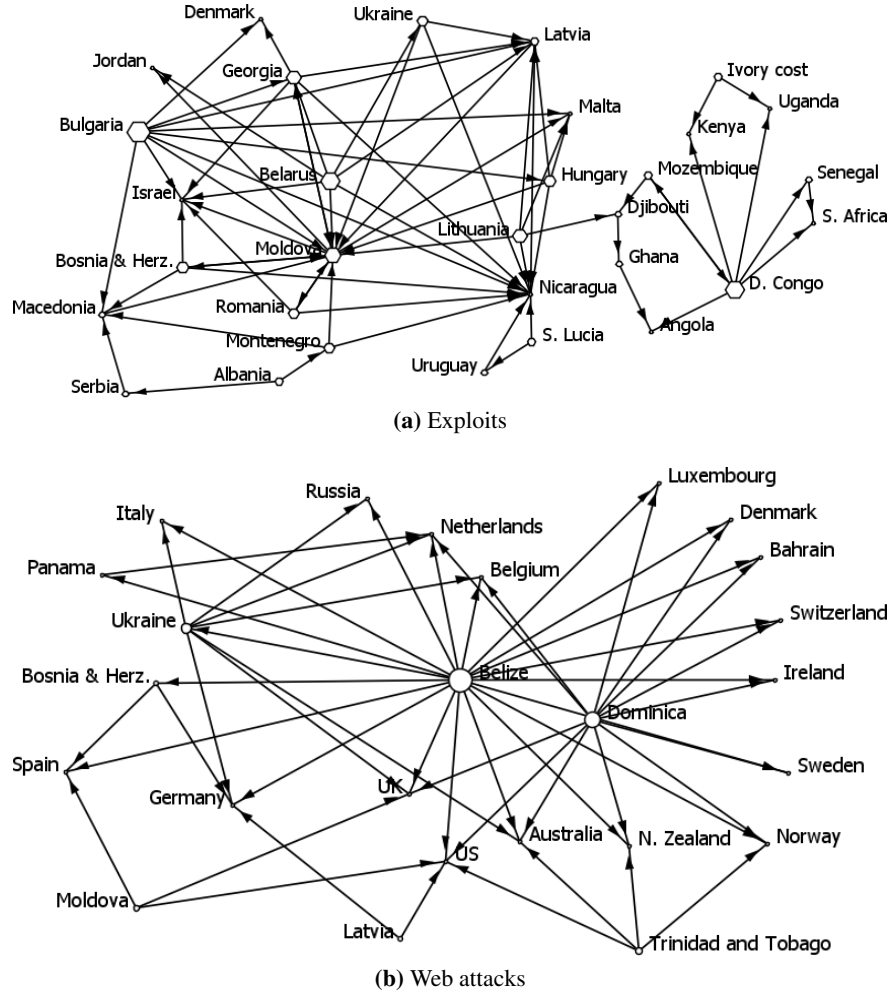 Denmark
Ukraine
Latvia
Jordan
Georgia
Ivory cost
Malta
Uganda
Bulgaria
Kenya
Belarus
Hungary
Mozembique
Senegal
Israel
Djibouti
S. Africa
Lithuania
Moldova
Bosnia & Herz.
Ghana
Nicaragua
D. Congo
Macedonia
Romania
Angola
Montenegro
S. Lucia
Uruguay
Albania
Serbia
(a) Exploits
Luxembourg
Russia
Italy
Netherlands
Denmark
Bahrain
Panama
Belgium
Ukraine
Switzerland
Bosnia & Herz.
Belize
Ireland
Dominica
Spain
Sweden
Germany
UK
Australia
N. Zealand
Norway
US
Moldova
Latvia
Trinidad and Tobago
(b) Web attacks